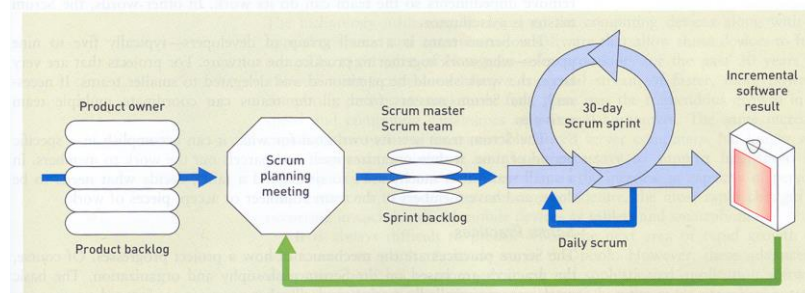 Product owner
Product backlog
Scrum
planning
meeting
Scrum master
Scrum team
Sprint backlog
30-day
Scrum sprint
Daily scrum
Incremental
software
result